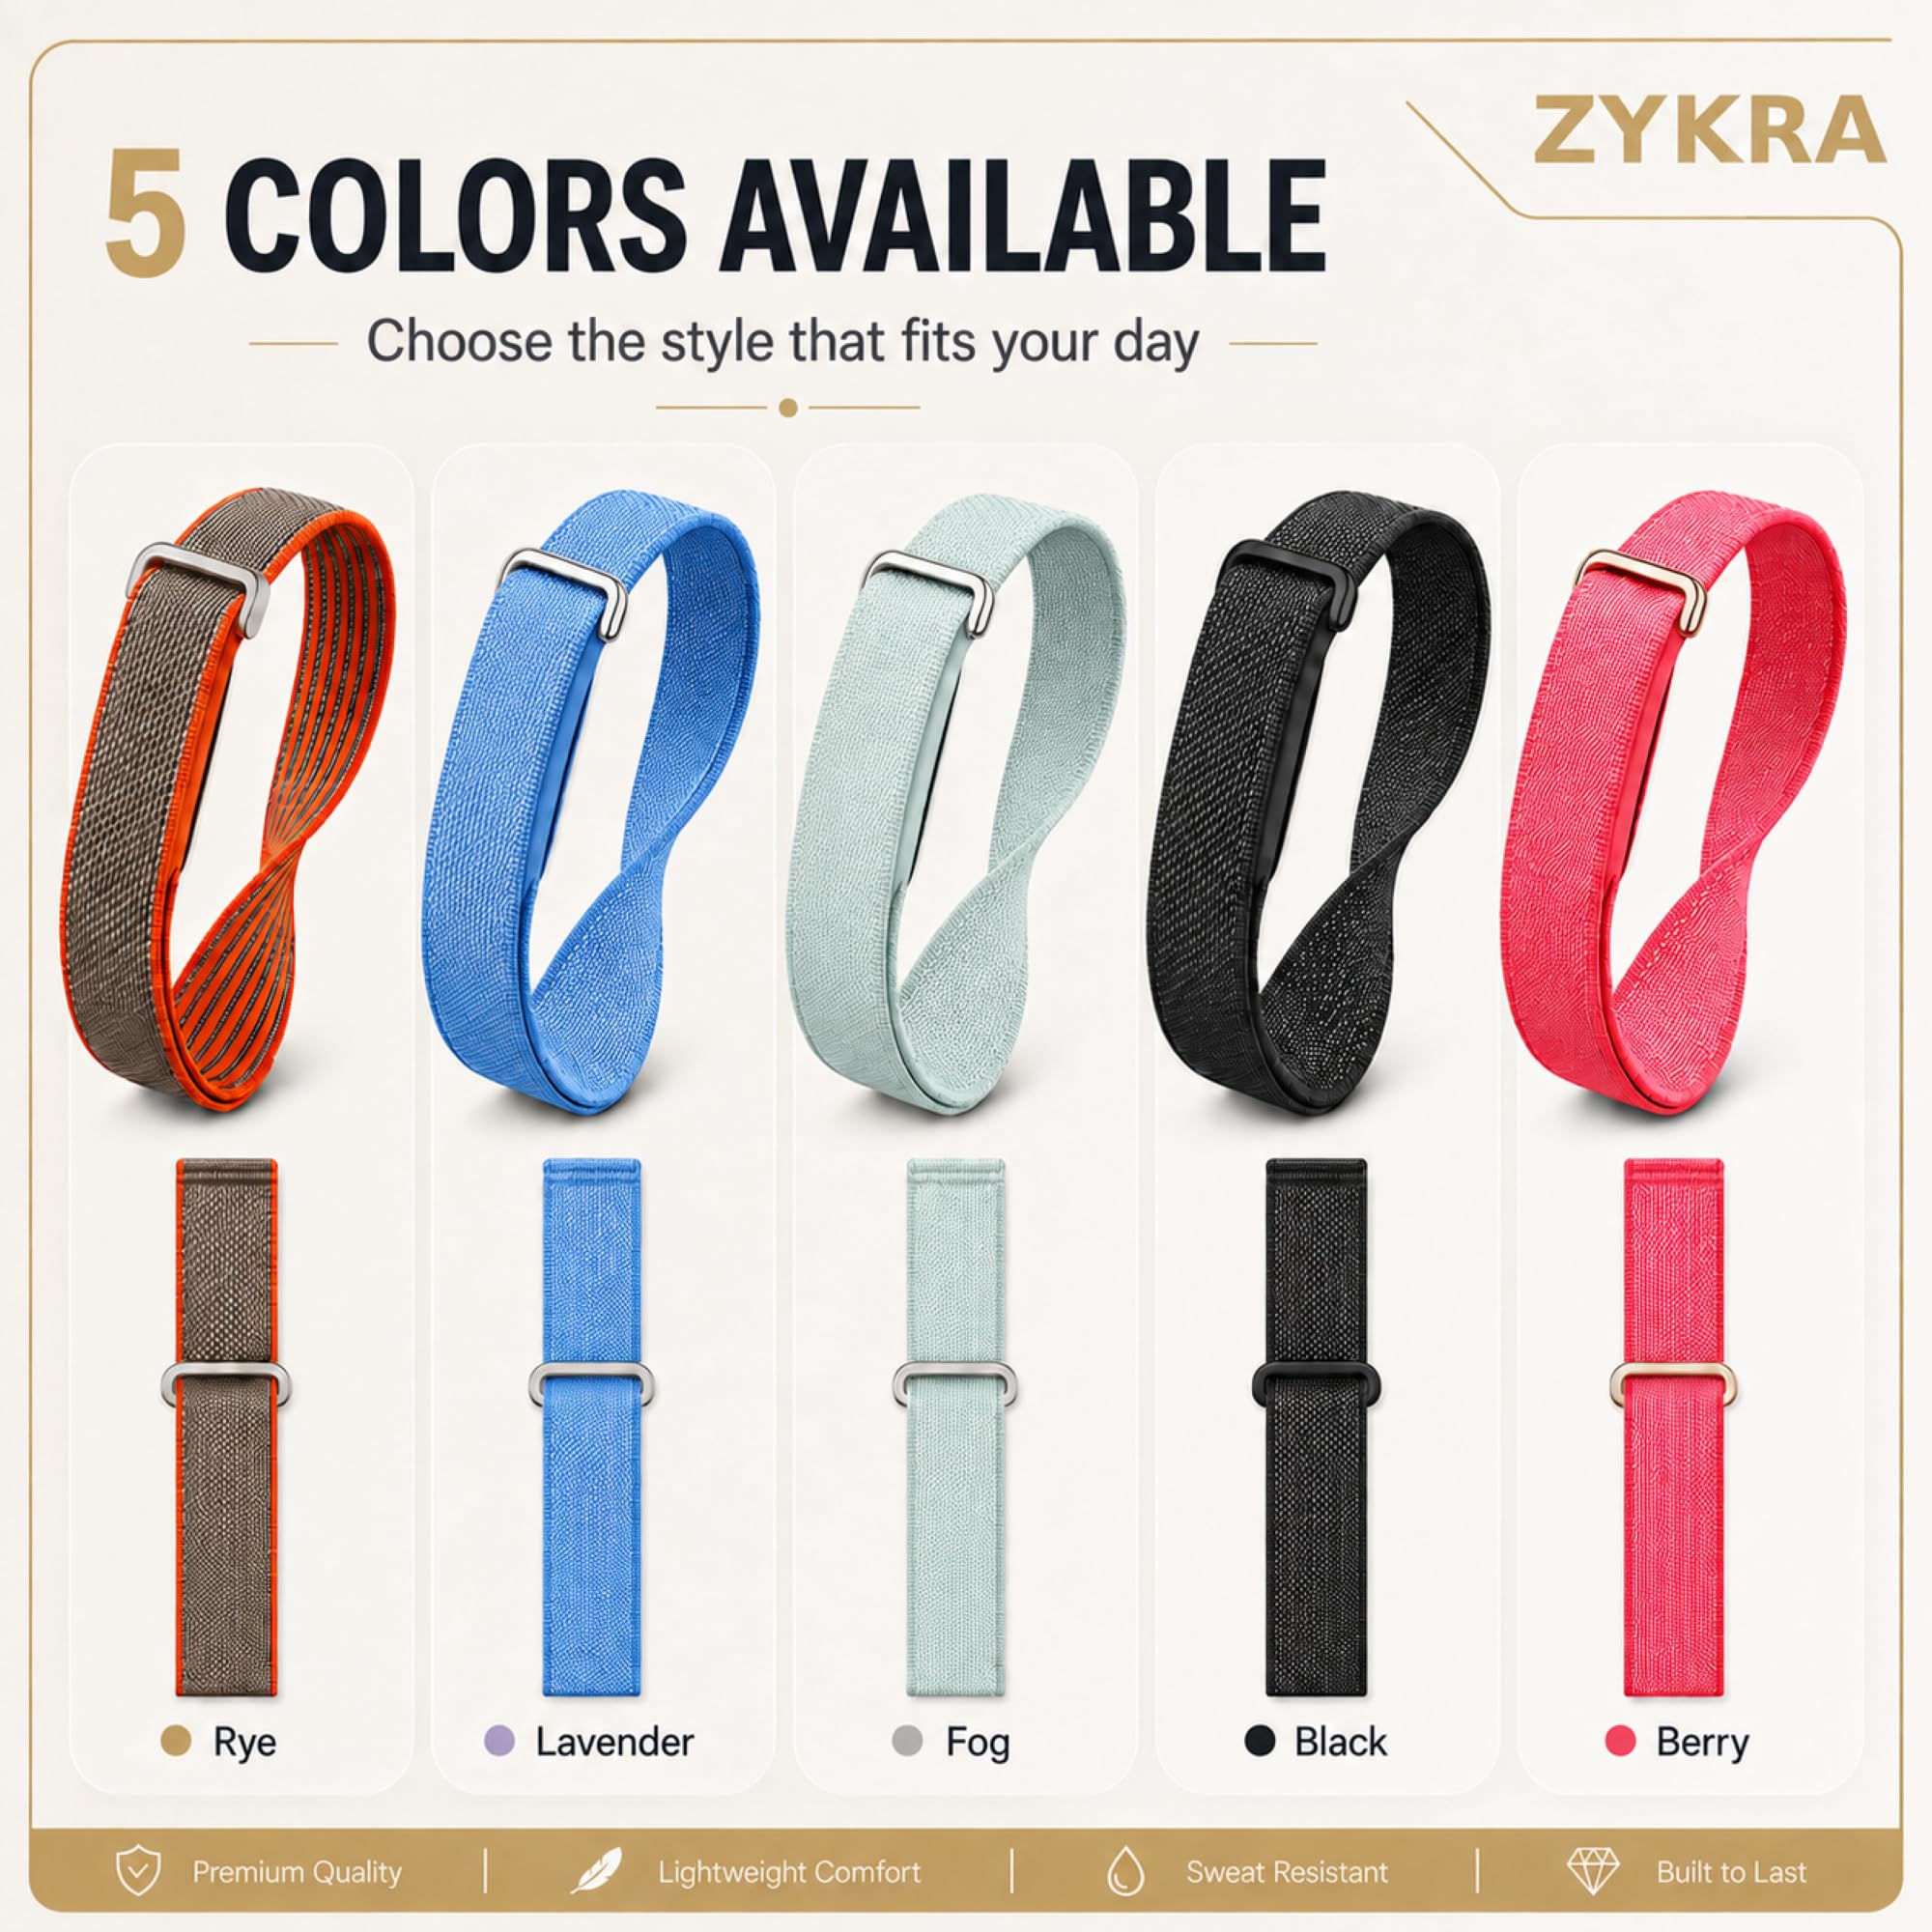 ZYKRA
5 COLORS AVAILABLE
Choose the style that fits your day
Rye
Lavender
Fog
Black
Berry
Premium Quality
Lightweight Comfort
Sweat Resistant
Built to Last